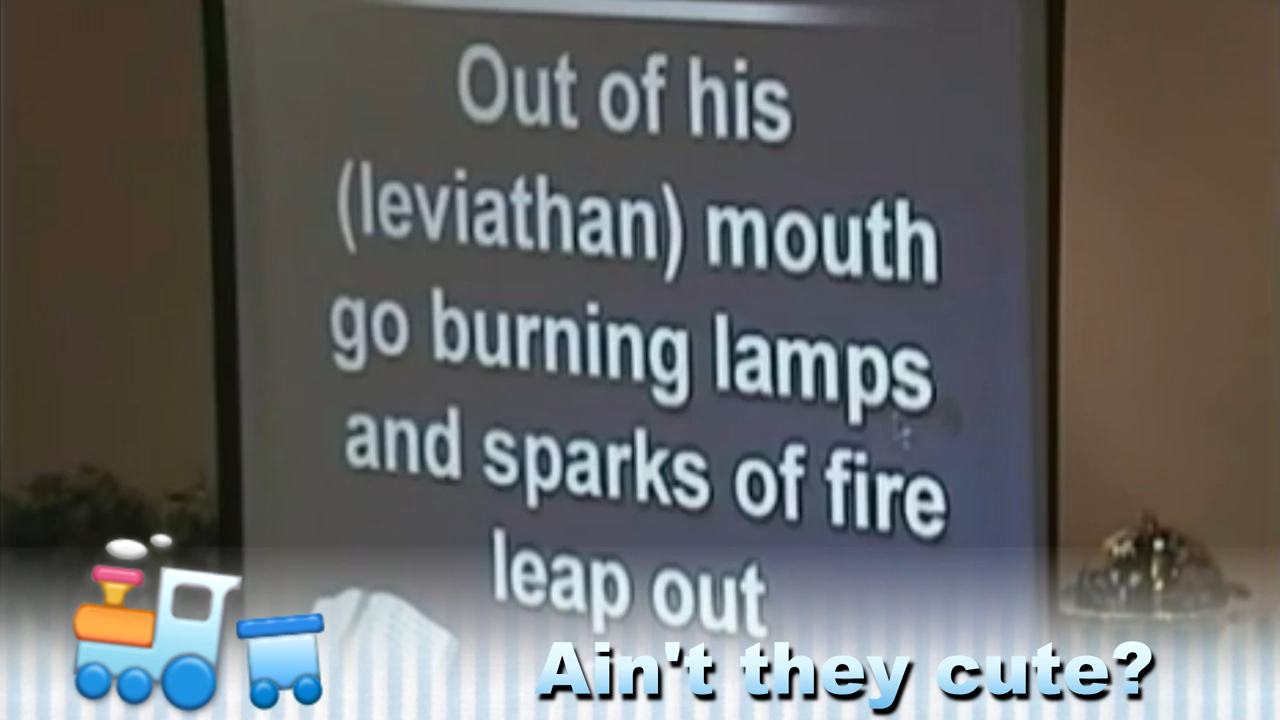 Out of his
(leviathan) mouth
go burning lamps
and sparks of fire
leap out
Ain't they cute?